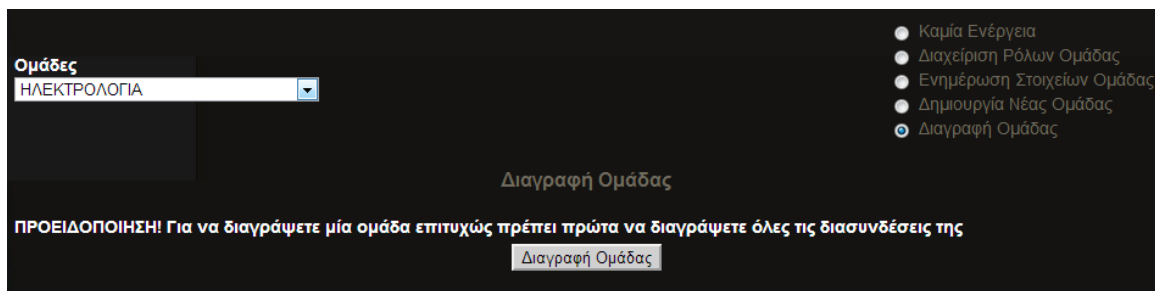 Ομάδες
ΗΛΕΚΤΡΟΛΟΓΙΑ
Καμία Ενέργεια
Διαχείριση Ρόλων Ομάδας
Ενημέρωση Στοιχείων Ομάδας
Δημιουργία Νέας Ομάδας
Διαγραφή Ομάδας
Διαγραφή Ομάδας
ΠΡΟΕΙΔΟΠΟΙΗΣΗ! Για να διαγράψετε μία ομάδα επιτυχώς πρέπει πρώτα να διαγράψετε όλες τις διασυνδέσεις της
Διαγραφή Ομάδας